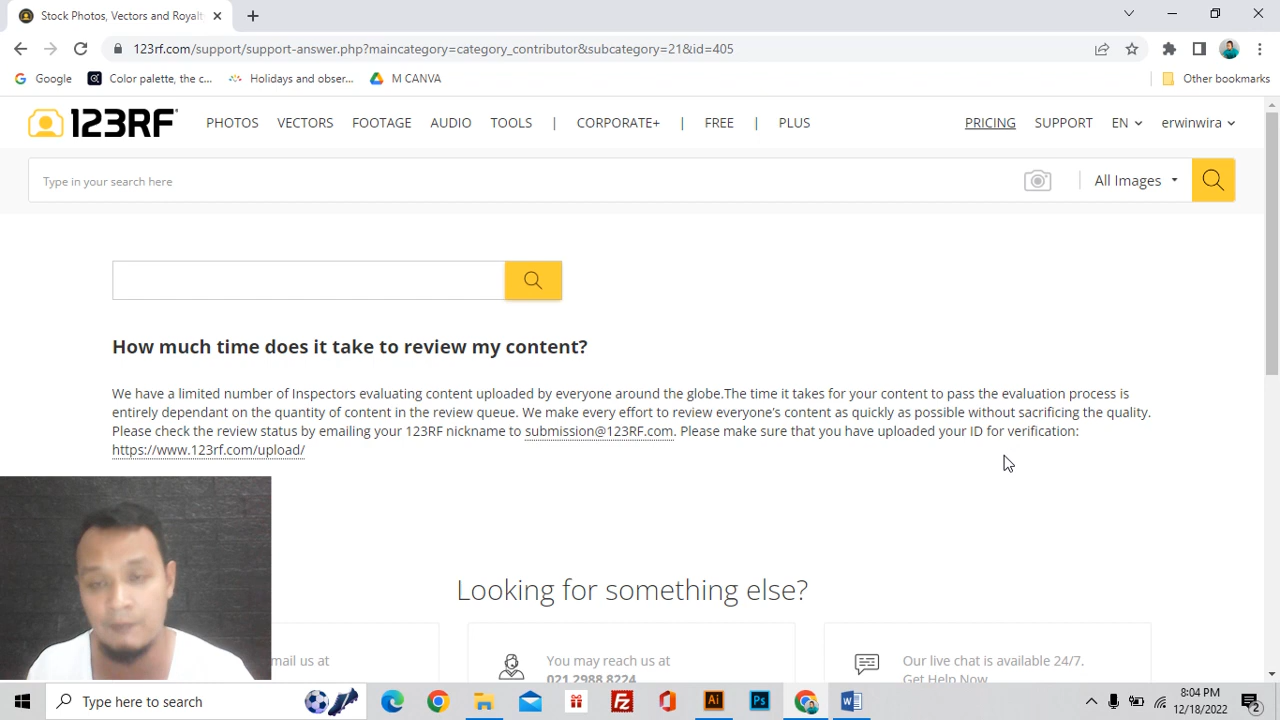 Stock Photos, Vectors and Royalt
123rf.com/support/support-answer.php?maincategory=category_contributor&subcategory=21&id=405
Google Color palette, the c... Holidays and obser... M CANVA Other bookmarks
123RF PHOTOS VECTORS FOOTAGE AUDIO TOOLS | CORPORATE+ | FREE | PLUS PRICING SUPPORT EN erwinwira
Type in your search here All Images
How much time does it take to review my content?
We have a limited number of Inspectors evaluating content uploaded by everyone around the globe.The time it takes for your content to pass the evaluation process is
entirely dependant on the quantity of content in the review queue. We make every effort to review everyone's content as quickly as possible without sacrificing the quality.
Please check the review status by emailing your 123RF nickname to submission@123RF.com. Please make sure that you have uploaded your ID for verification:
https://www.123rf.com/upload/
Looking for something else?
mail us at You may reach us at Our live chat is available 24/7.
021 2988 8224 Get Help Now
Type here to search Ai Ps 8:04 PM
12/18/2022 2